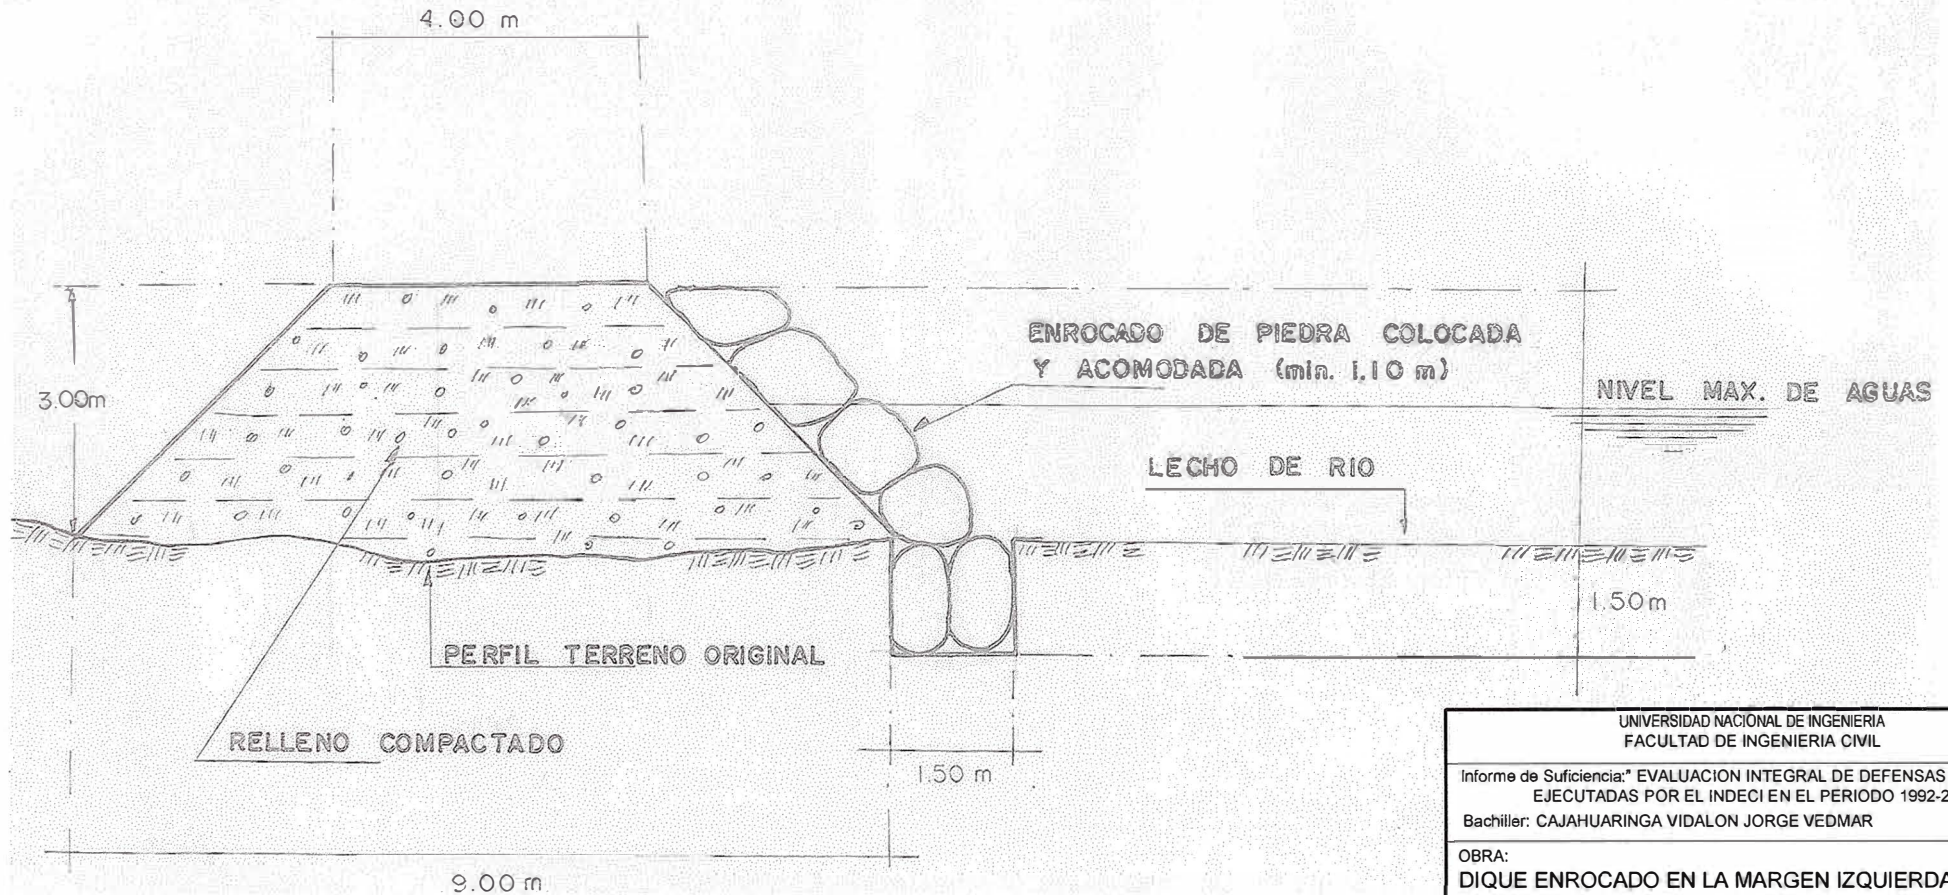 4.00 m
ENROCADO DE PIEDRA COLOCADA
Y ACOMODADA (min. 1.10 m)
NIVEL MAX. DE AGUAS
3.00m
LECHO DE RIO
1.50m
PERFIL TERRENO ORIGINAL
RELLENO COMPACTADO
1.50 m
9.00 m
UNIVERSIDAD NACIONAL DE INGENIERIA
FACULTAD DE INGENIERIA CIVIL
Informe de Suficiencia:" EVALUACION INTEGRAL DE DEFENSAS
EJECUTADAS POR EL INDECI EN EL PERIODO 1992-2
Bachiller: CAJAHUARINGA VIDALON JORGE VEDMAR
OBRA:
DIQUE ENROCADO EN LA MARGEN IZQUIERDA